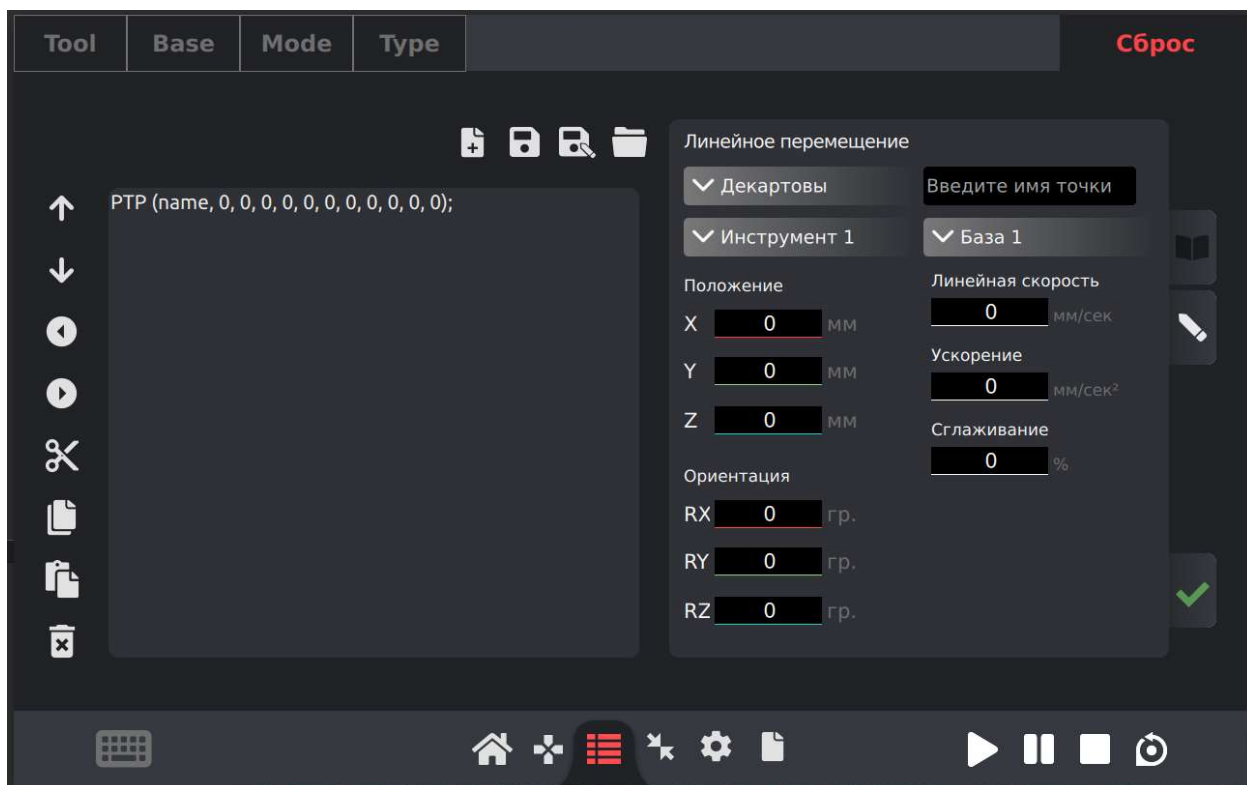 Tool Base Mode Type Сброс
Линейное перемещение
Декартовы Введите имя точки
PTP (name, 0, 0, 0, 0, 0, 0, 0, 0, 0, 0, 0);
Инструмент 1 База 1
Положение Линейная скорость
X 0 мм 0 мм/сек
Ускорение
Y 0 мм 0 мм/сек²
Z 0 мм Сглаживание
0 %
Ориентация
RX 0 гр.
RY 0 гр.
RZ 0 гр.